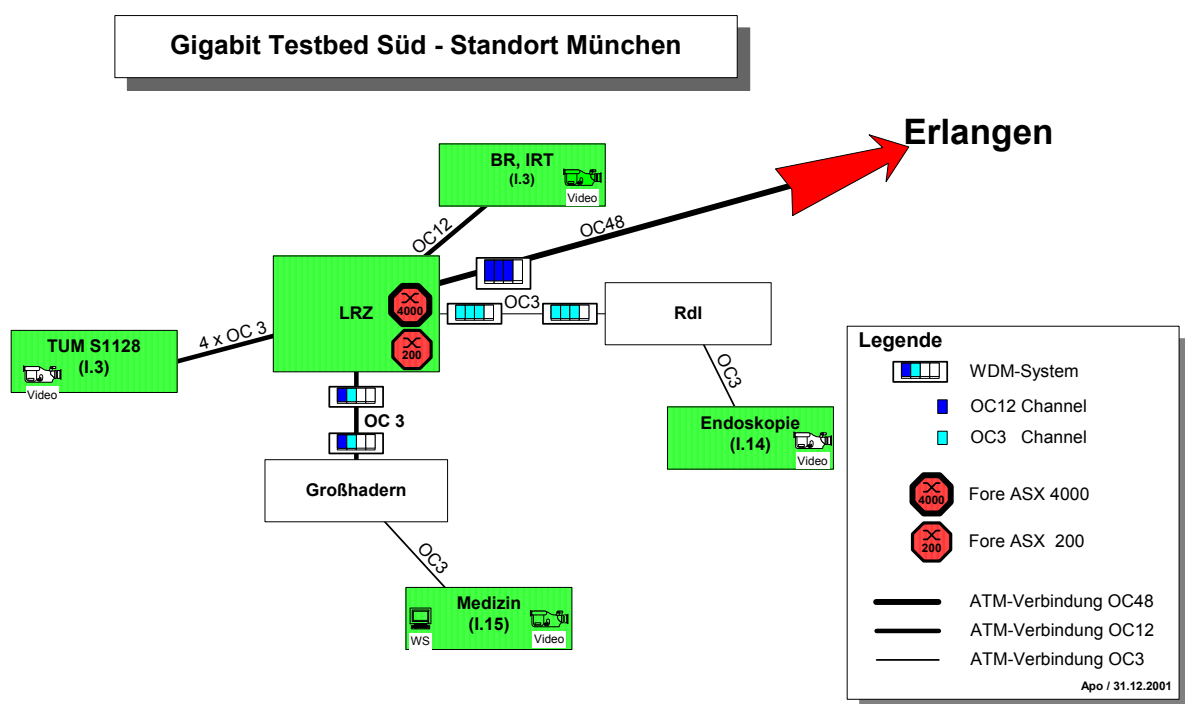 Gigabit Testbed Süd - Standort München
Erlangen
BR, IRT
(I.3)
Video
OC12
OC48
LRZ
4000
200
OC3
RdI
4 x OC 3
TUM S1128
(I.3)
Video
OC 3
OC3
Endoskopie
(I.14)
Video
Großhadern
OC3
Medizin
(I.15)
WS
Video
Legende
WDM-System
OC12 Channel
OC3 Channel
4000
Fore ASX 4000
200
Fore ASX 200
ATM-Verbindung OC48
ATM-Verbindung OC12
ATM-Verbindung OC3
Apo / 31.12.2001